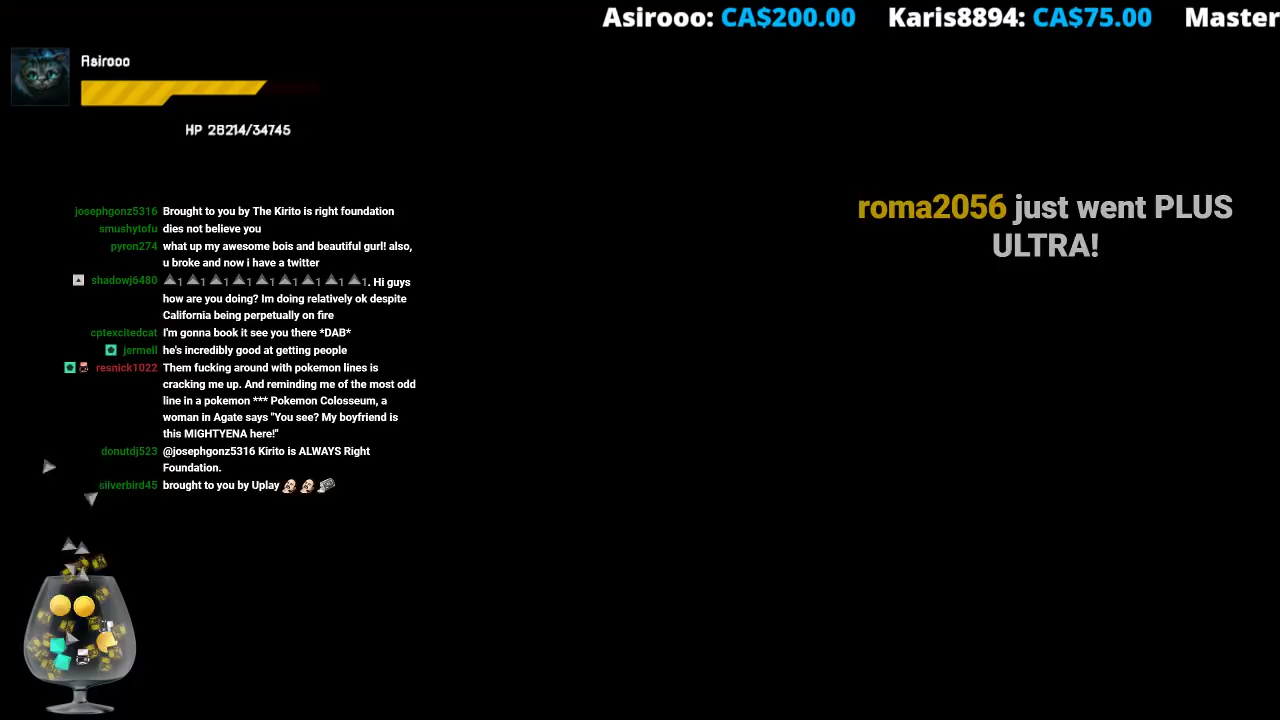 Asirooo: CA$200.00 Karis8894: CA$75.00 Master
Asirooo
HP 28214/34745
roma2056 just went PLUS
ULTRA!
josephgonz5316 Brought to you by The Kirito is right foundation
smushytofu dies not believe you
pyron274 what up my awesome bois and beautiful gurl! also,
u broke and now i have a twitter
shadowj6480 1 1 1 1 1 1 1 1 1. Hi guys
how are you doing? Im doing relatively ok despite
California being perpetually on fire
cptexcitedcat I'm gonna book it see you there *DAB*
jermell he's incredibly good at getting people
resnick1022 Them fucking around with pokemon lines is
cracking me up. And reminding me of the most odd
line in a pokemon *** Pokemon Colosseum, a
woman in Agate says "You see? My boyfriend is
this MIGHTYENA here!"
donutdj523 @josephgonz5316 Kirito is ALWAYS Right
Foundation.
silverbird45 brought to you by Uplay